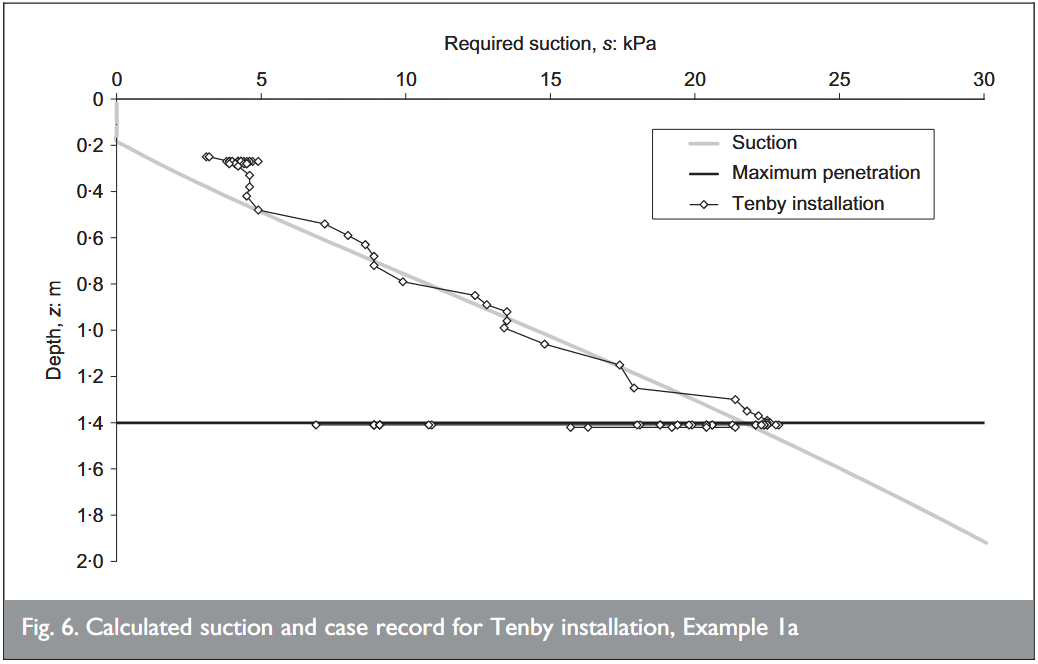 Required suction, s: kPa
0 5 10 15 20 25 30
0
0·2
0·4
0·6
0·8
1·0
1·2
1·4
1·6
1·8
2·0
Depth, z: m
Suction
Maximum penetration
Tenby installation
Fig. 6. Calculated suction and case record for Tenby installation, Example 1a